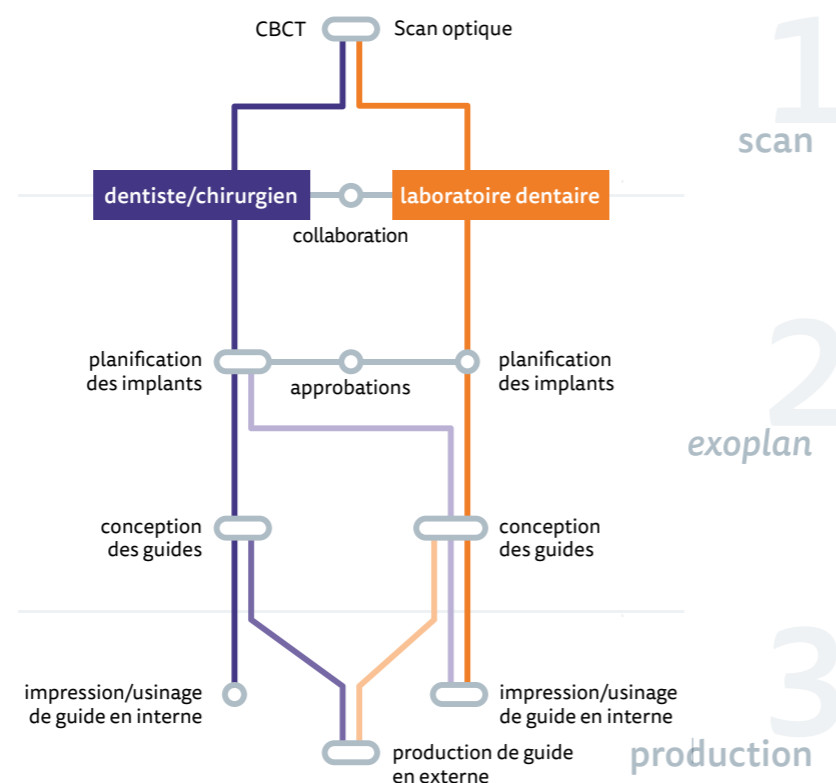 CBCT
Scan optique
1
scan
dentiste/chirurgien
laboratoire dentaire
collaboration
planification
des implants
approbations
planification
des implants
2
exoplan
conception
des guides
conception
des guides
impression/usinage
de guide en interne
impression/usinage
de guide en interne
3
production
production de guide
en externe